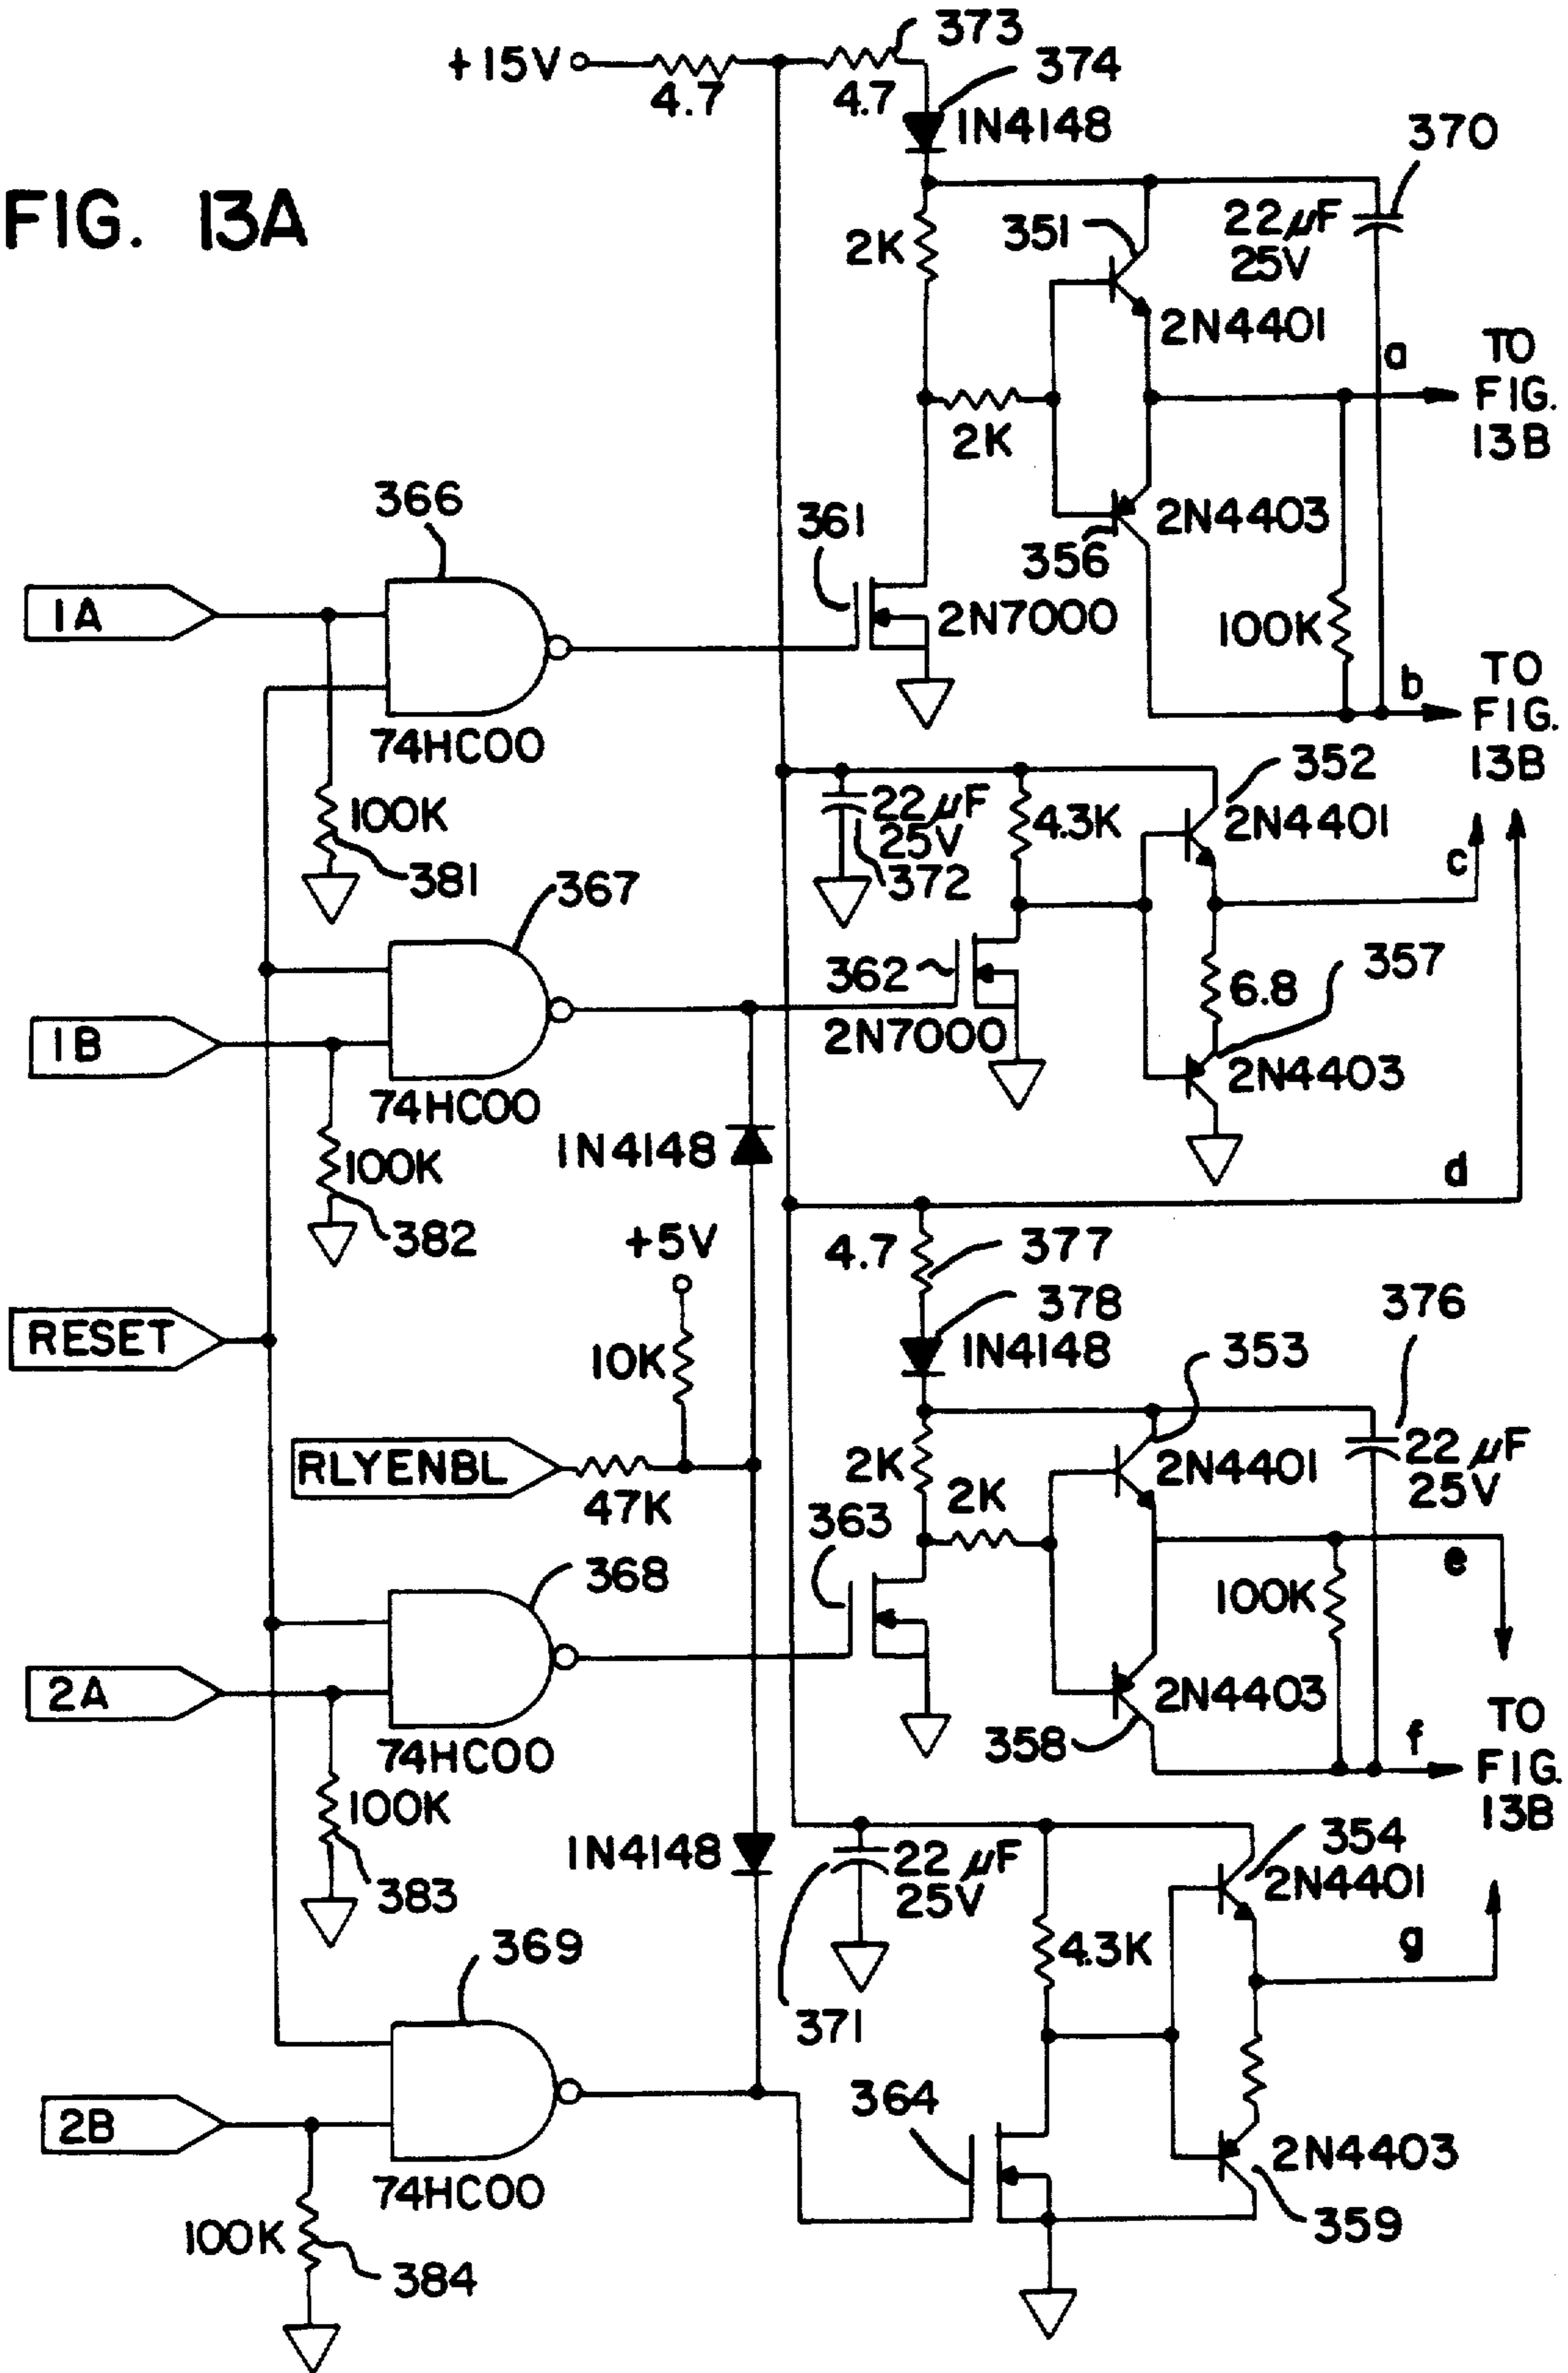 FIG. 13A
+15V
4.7
373
4.7
374
1N4148
370
22µF
25V
2K
351
2N4401
a
TO
FIG.
13B
2K
366
361
2N4403
356
1A
2N7000
100K
b
TO
FIG.
13B
74HC00
352
22µF
25V
4.3K
2N4401
100K
381
372
c
367
362
6.8
357
1B
2N7000
2N4403
74HC00
1N4148
100K
d
382
+5V
4.7
377
378
376
RESET
1N4148
353
10K
RLYENBL
47K
2K
2K
2N4401
22µF
25V
363
368
e
100K
2A
2N4403
TO
FIG.
13B
358
f
74HC00
100K
1N4148
22µF
25V
354
2N4401
383
369
4.3K
g
371
364
2B
2N4403
74HC00
359
100K
384